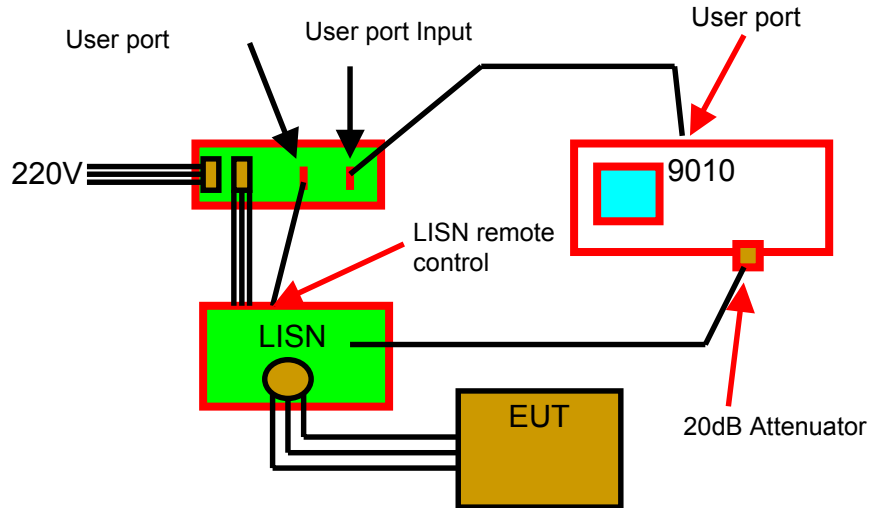 User port
User port Input
User port
220V
9010
LISN remote
control
LISN
EUT
20dB Attenuator